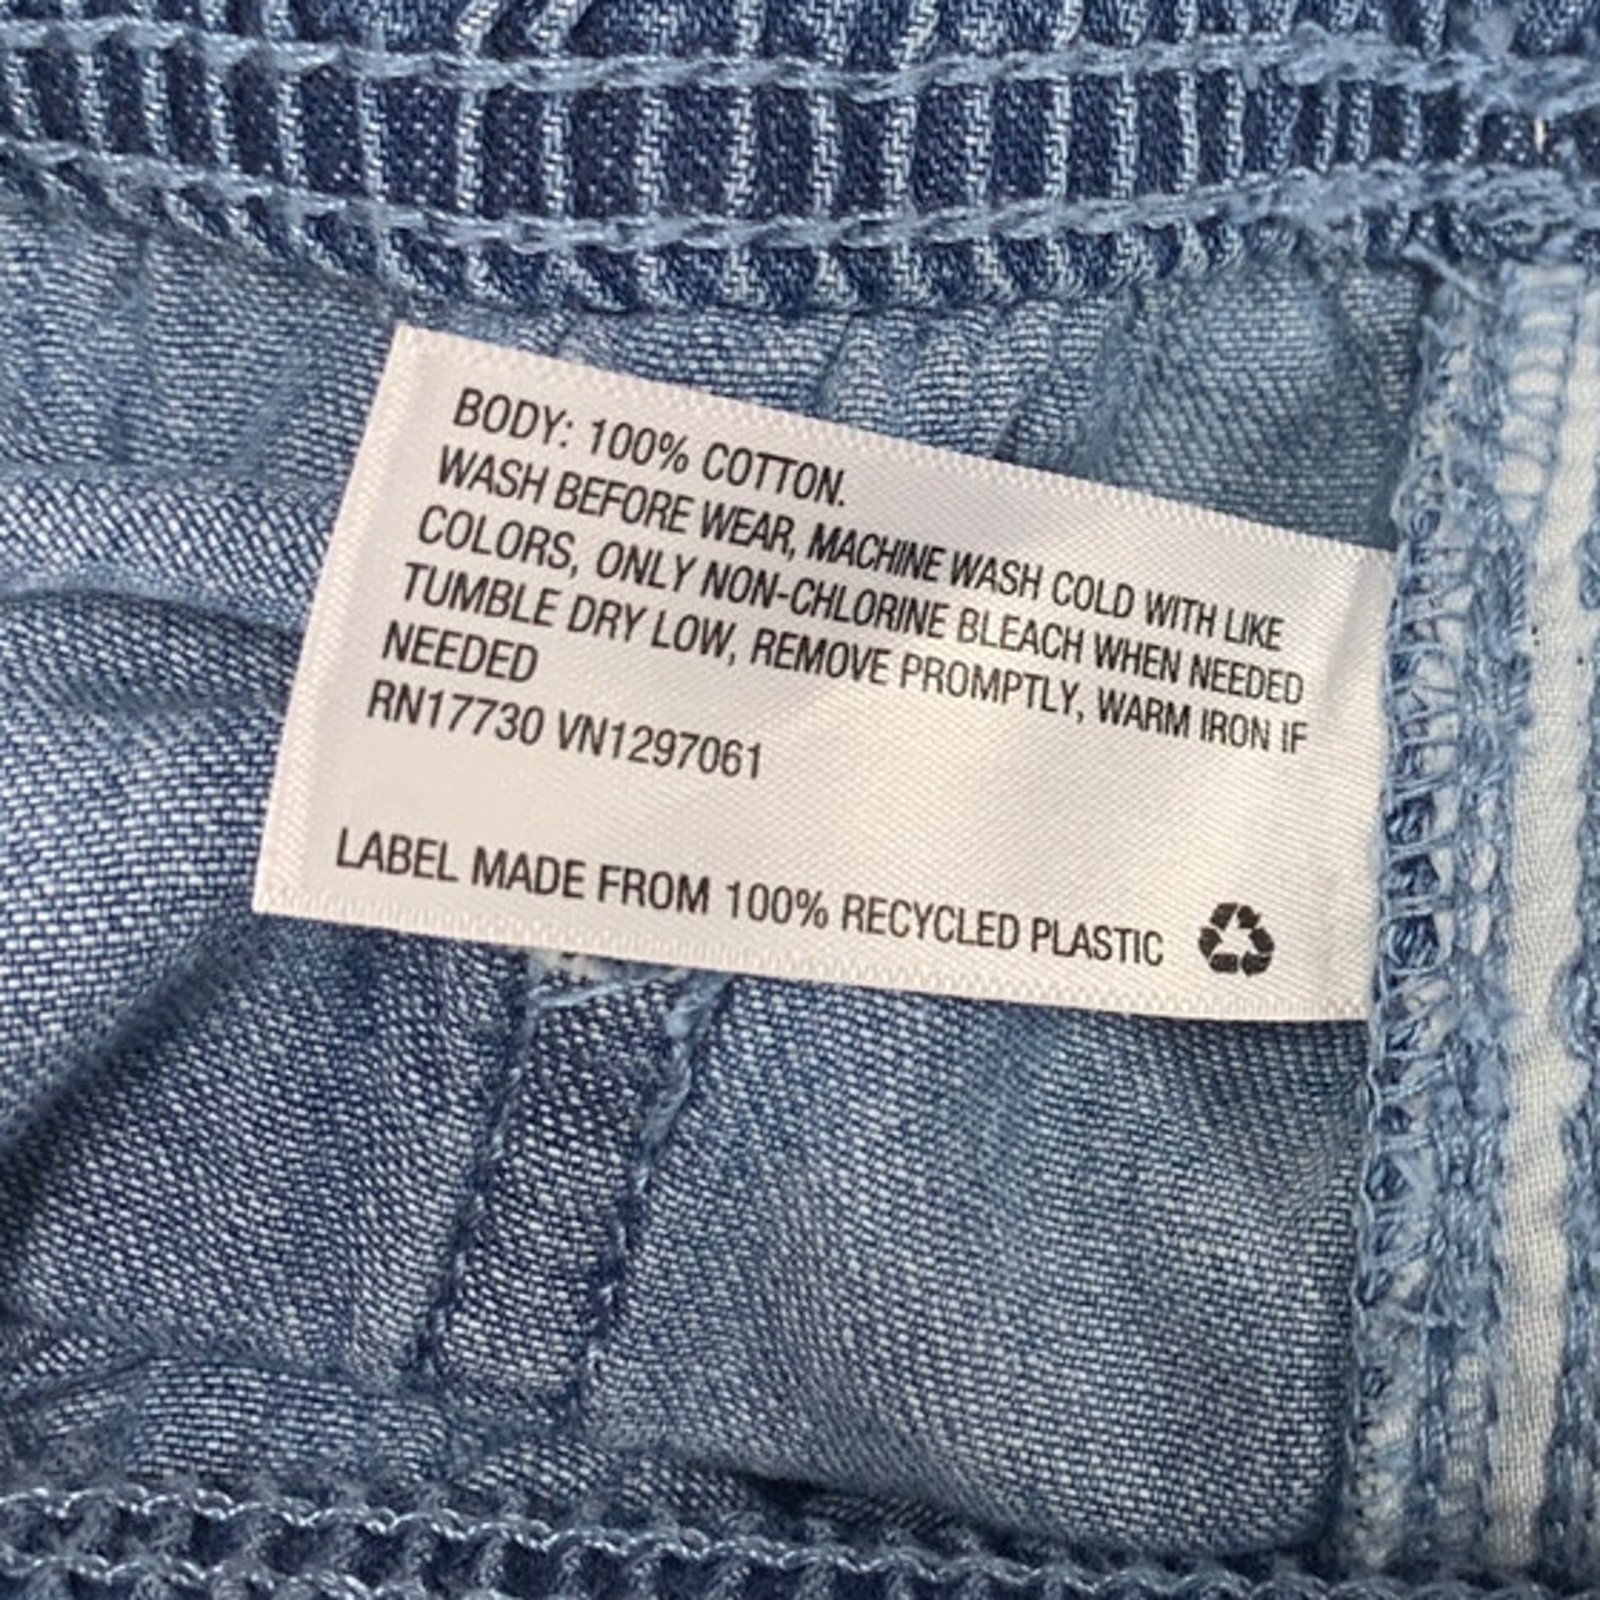 BODY: 100% COTTON.
WASH BEFORE WEAR, MACHINE WASH COLD WITH LIKE
COLORS, ONLY NON-CHLORINE BLEACH WHEN NEEDED
TUMBLE DRY LOW, REMOVE PROMPTLY, WARM IRON IF
NEEDED
RN17730 VN1297061
LABEL MADE FROM 100% RECYCLED PLASTIC